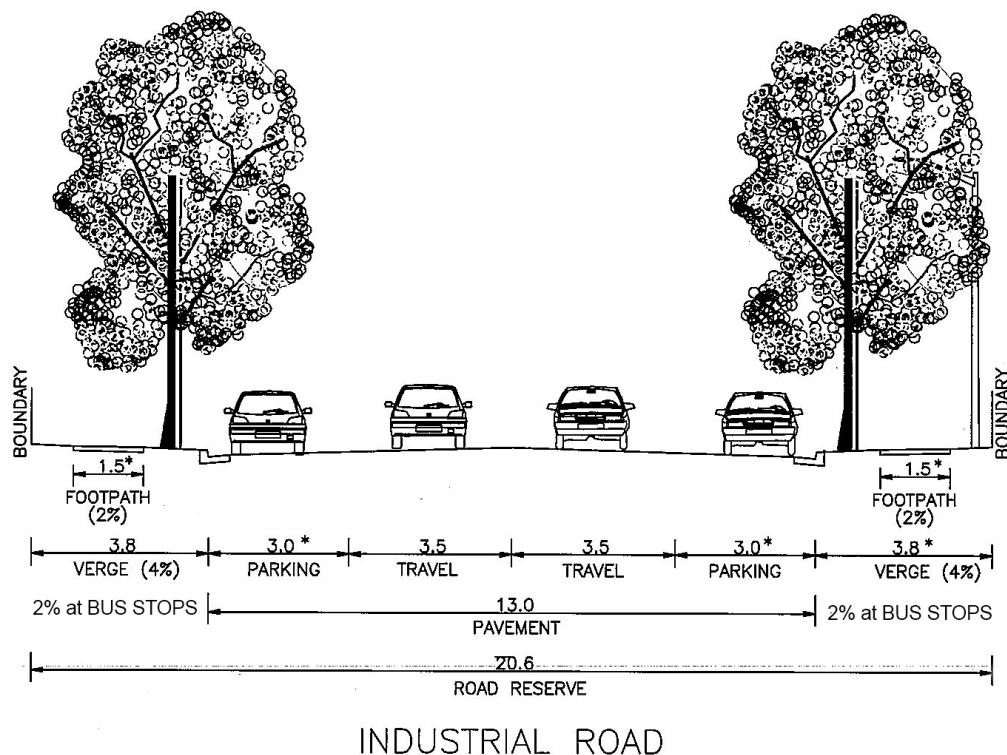 BOUNDARY
BOUNDARY
1.5* 1.5*
FOOTPATH FOOTPATH
(2%) (2%)
3.8 3.0* 3.5 3.5 3.0* 3.8*
VERGE (4%) PARKING TRAVEL TRAVEL PARKING VERGE (4%)
2% at BUS STOPS 13.0 2% at BUS STOPS
PAVEMENT
20.6
ROAD RESERVE
INDUSTRIAL ROAD